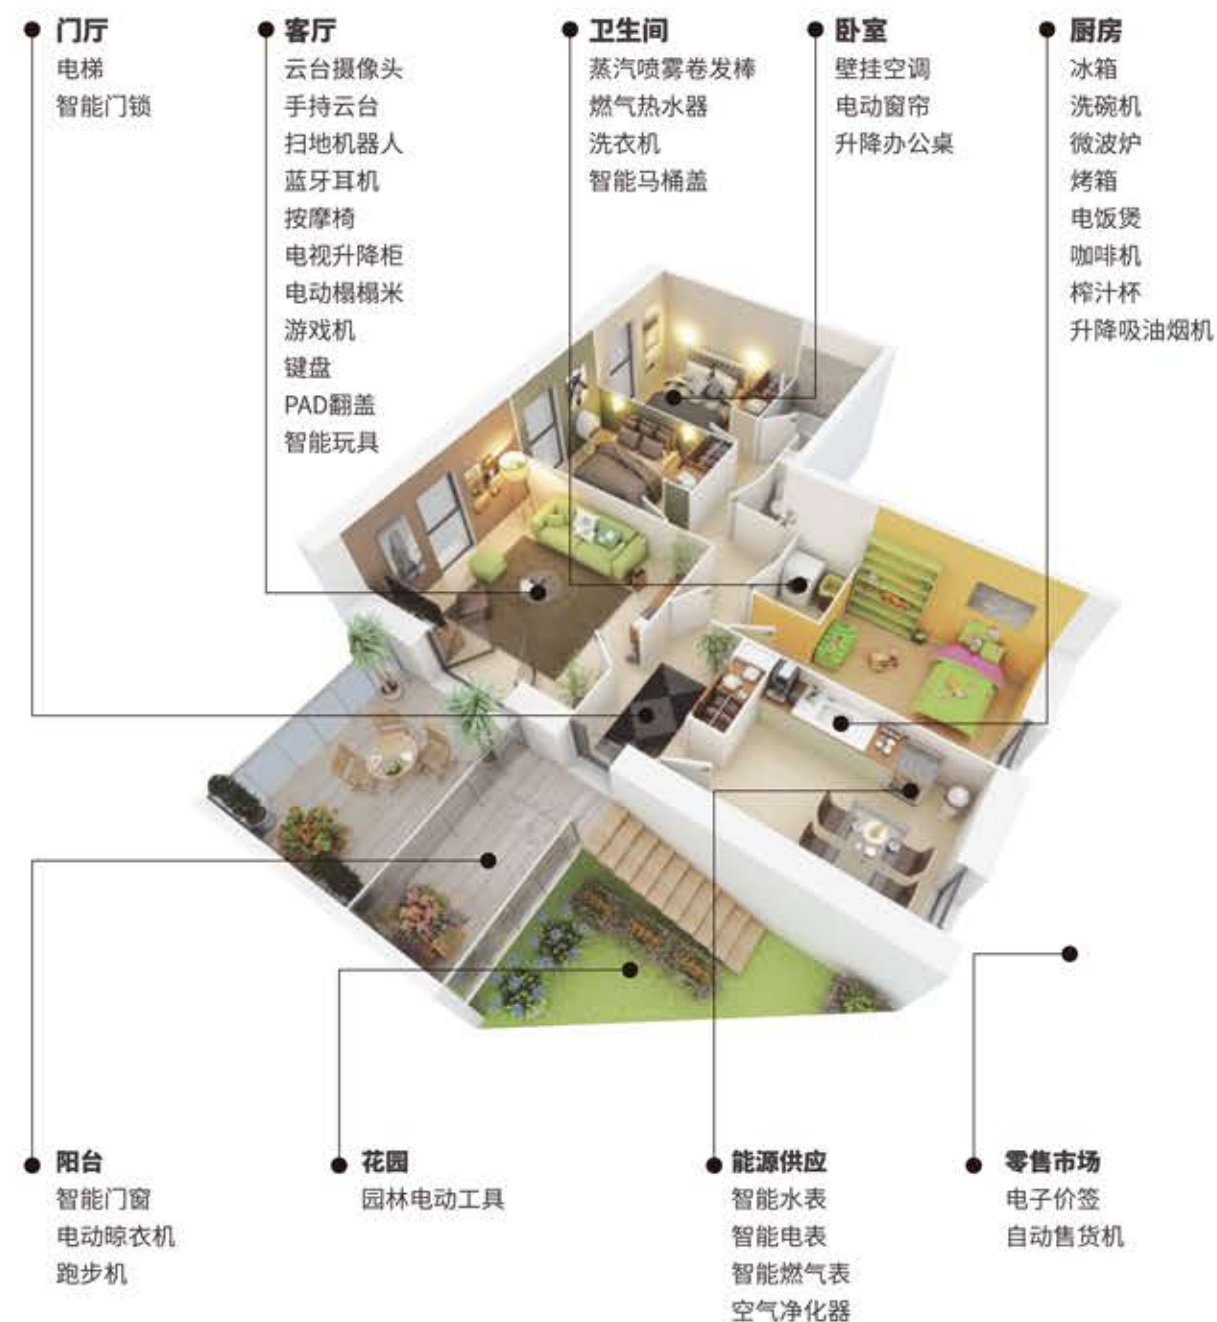 门厅
电梯
智能门锁
客厅
云台摄像头
手持云台
扫地机器人
蓝牙耳机
按摩椅
电视升降柜
电动榻榻米
游戏机
键盘
PAD翻盖
智能玩具
卫生间
蒸汽喷雾卷发棒
燃气热水器
洗衣机
智能马桶盖
卧室
壁挂空调
电动窗帘
升降办公桌
厨房
冰箱
洗碗机
微波炉
烤箱
电饭煲
咖啡机
榨汁杯
升降吸油烟机
阳台
智能门窗
电动晾衣机
跑步机
花园
园林电动工具
能源供应
智能水表
智能电表
智能燃气表
空气净化器
零售市场
电子价签
自动售货机